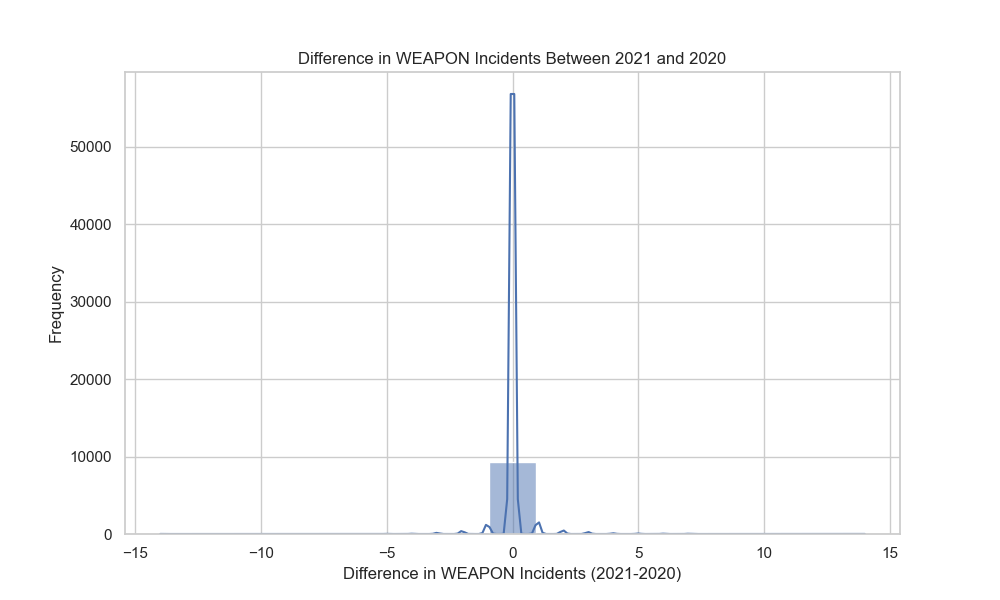 Difference in WEAPON Incidents Between 2021 and 2020
Frequency
50000
40000
30000
20000
10000
0
−15 −10 −5 0 5 10 15
Difference in WEAPON Incidents (2021-2020)